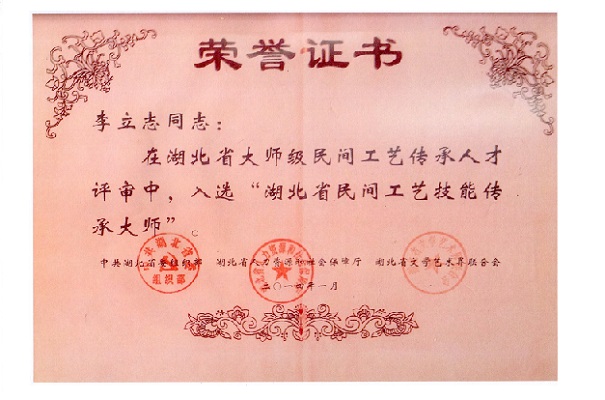 荣誉证书
李立志同志：
在湖北省大师级民间工艺传承人才
评审中，入选“湖北省民间工艺技能传
承大师”。
中共湖北省委组织部 湖北省人力资源和社会保障厅 湖北省文学艺术界联合会
二〇一四年一月
组织部